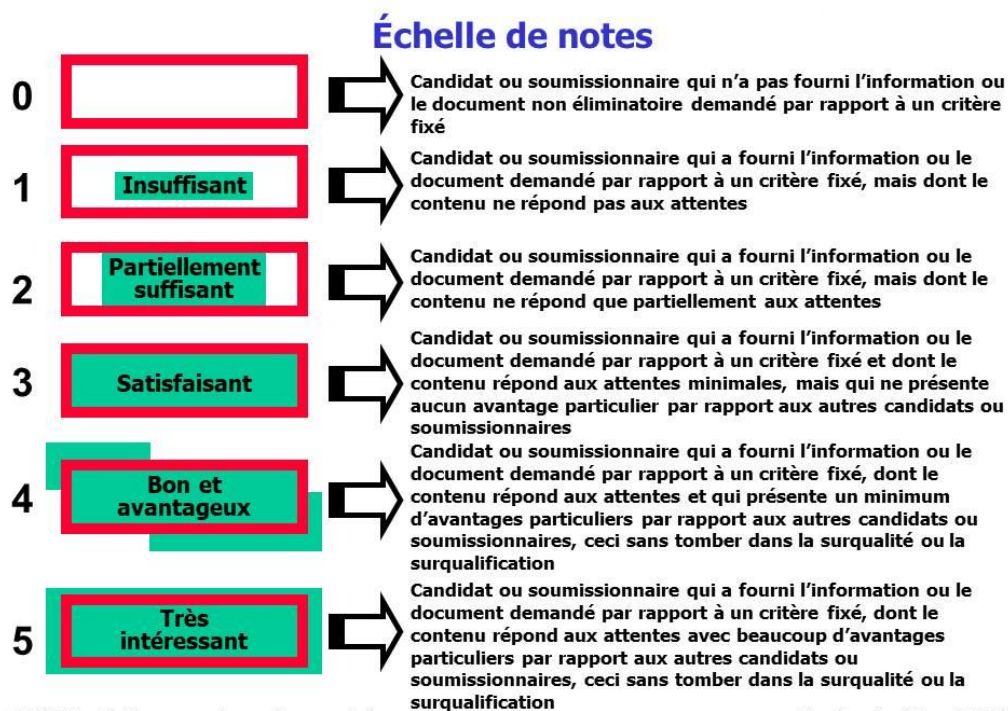 Échelle de notes
0
Candidat ou soumissionnaire qui n’a pas fourni l’information ou
le document non éliminatoire demandé par rapport à un critère
fixé
1
Insuffisant
Candidat ou soumissionnaire qui a fourni l’information ou le
document demandé par rapport à un critère fixé, mais dont le
contenu ne répond pas aux attentes
2
Partiellement
suffisant
Candidat ou soumissionnaire qui a fourni l’information ou le
document demandé par rapport à un critère fixé, mais dont le
contenu ne répond que partiellement aux attentes
3
Satisfaisant
Candidat ou soumissionnaire qui a fourni l’information ou le
document demandé par rapport à un critère fixé et dont le
contenu répond aux attentes minimales, mais qui ne présente
aucun avantage particulier par rapport aux autres candidats ou
soumissionnaires
4
Bon et
avantageux
Candidat ou soumissionnaire qui a fourni l’information ou le
document demandé par rapport à un critère fixé, dont le
contenu répond aux attentes et qui présente un minimum
d’avantages particuliers par rapport aux autres candidats ou
soumissionnaires, ceci sans tomber dans la surqualité ou la
surqualification
5
Très
intéressant
Candidat ou soumissionnaire qui a fourni l’information ou le
document demandé par rapport à un critère fixé, dont le
contenu répond aux attentes avec beaucoup d’avantages
particuliers par rapport aux autres candidats ou
soumissionnaires, ceci sans tomber dans la surqualité ou la
surqualification